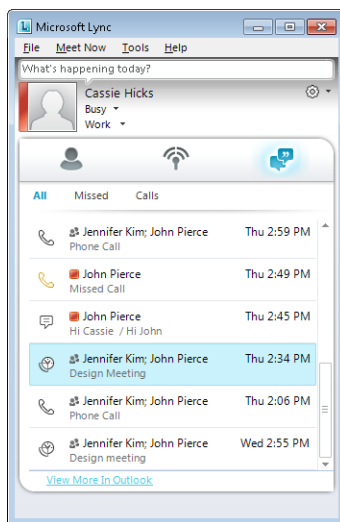 Microsoft Lync
File Meet Now Tools Help
What's happening today?
Cassie Hicks
Busy
Work
All Missed Calls
Jennifer Kim; John Pierce Thu 2:59 PM
Phone Call
John Pierce Thu 2:49 PM
Missed Call
John Pierce Thu 2:45 PM
Hi Cassie / Hi John
Jennifer Kim; John Pierce Thu 2:34 PM
Design Meeting
Jennifer Kim; John Pierce Thu 2:06 PM
Phone Call
Jennifer Kim; John Pierce Wed 2:55 PM
Design meeting
View More In Outlook